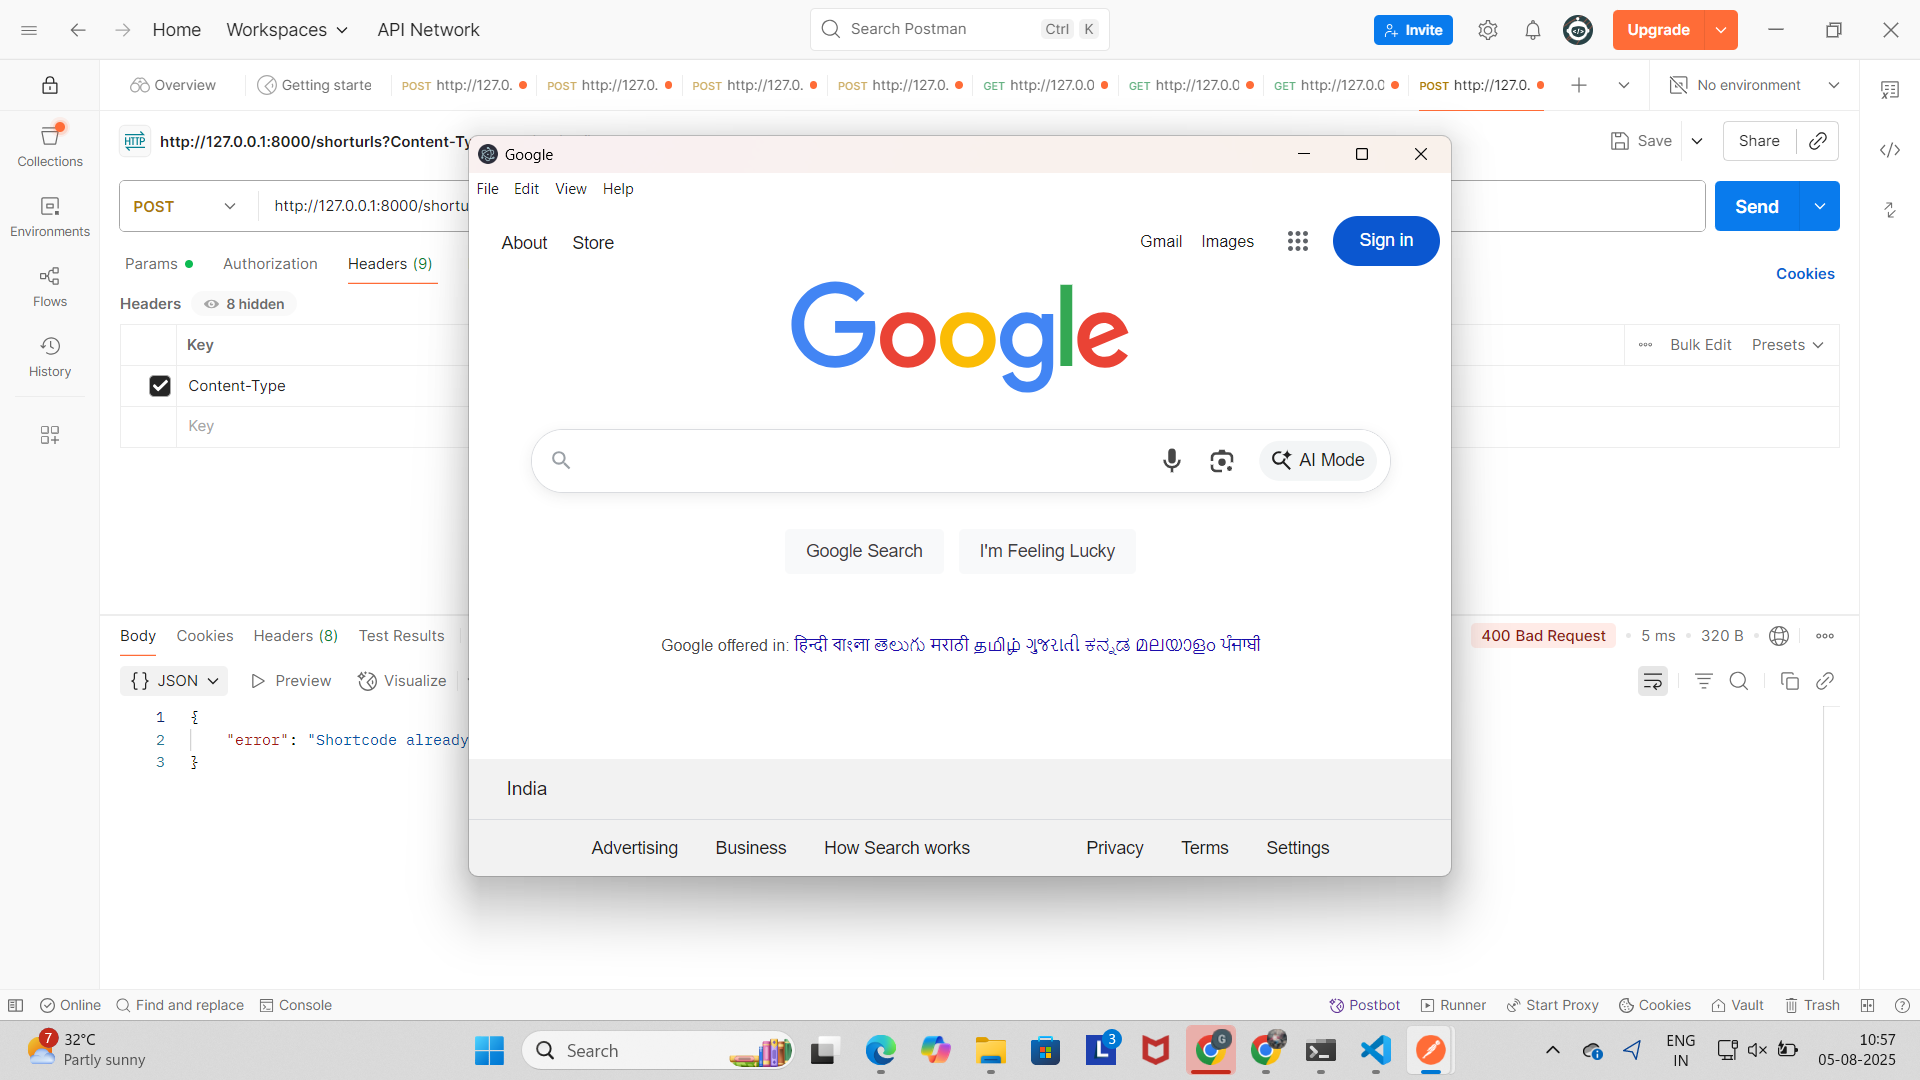 Home Workspaces API Network Search Postman Ctrl K Invite Upgrade
Overview Getting starte POST http://127.0. POST http://127.0. POST http://127.0. POST http://127.0. GET http://127.0.0 GET http://127.0.0 GET http://127.0.0 POST http://127.0. No environment
HTTP http://127.0.0.1:8000/shorturls?Content-Ty Save Share
Collections
Environments
Flows
History
POST http://127.0.0.1:8000/shortu Send
Params Authorization Headers (9) Cookies
Headers 8 hidden
Key Bulk Edit Presets
Content-Type
Key
Google
File Edit View Help
About Store Gmail Images Sign in
Google
AI Mode
Google Search I'm Feeling Lucky
Google offered in: हिन्दी বাংলা తెలుగు मराठी தமிழ் ગુજરાતી ಕನ್ನಡ മലയാളം ਪੰਜਾਬੀ
India
Advertising Business How Search works Privacy Terms Settings
Body Cookies Headers (8) Test Results 400 Bad Request 5 ms 320 B
{} JSON Preview Visualize
1 {
2 "error": "Shortcode already
3 }
Online Find and replace Console Postbot Runner Start Proxy Cookies Vault Trash
7 32°C
Partly sunny
Search
L 3
G
ENG
IN
10:57
05-08-2025